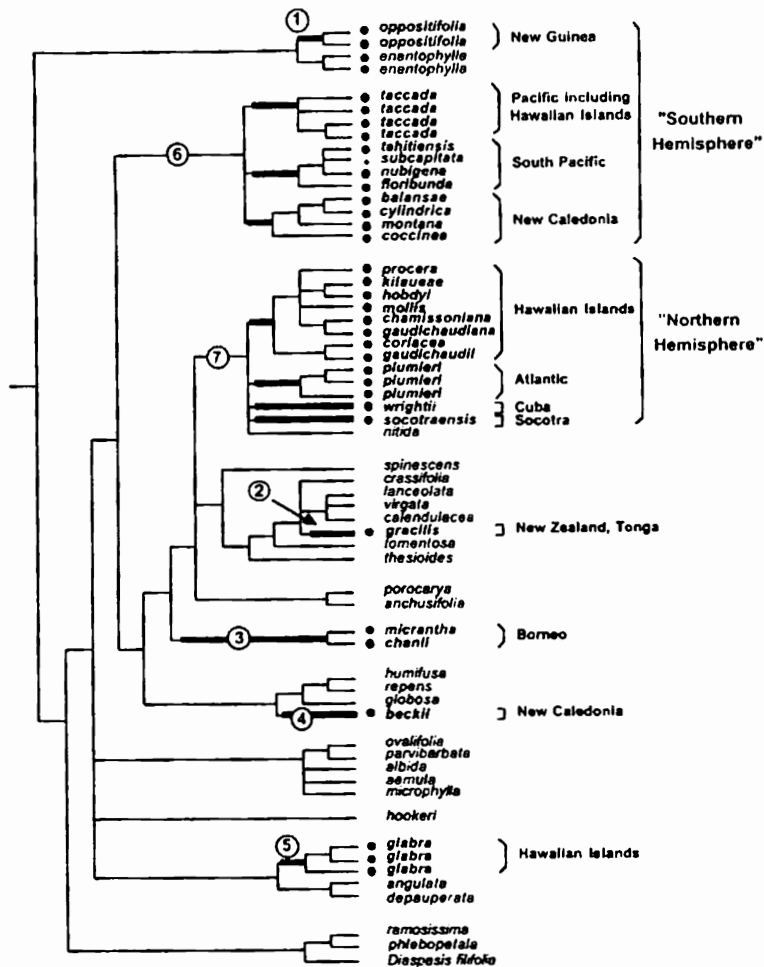 1
oppositifolia
oppositifolia
enantophylla
enantophylla
New Guinea
taccada
taccada
taccada
taccada
Pacific including
Hawaiian Islands
"Southern
Hemisphere"
6
tahitiensis
subcapitata
nubigena
floribunda
South Pacific
balansae
cylindrica
montana
coccinea
New Caledonia
procera
kilaueae
hobdyi
mollis
chamissoniana
gaudichaudiana
coriacea
gaudichaudii
Hawaiian Islands
"Northern
Hemisphere"
7
plumieri
plumieri
plumieri
Atlantic
wrightii
Cuba
socotraensis
Socotra
nitida
spinescens
crassifolia
lanceolata
virgata
calendulacea
2
gracilis
New Zealand, Tonga
tomentosa
thesioides
porocarya
anchusifolia
3
micrantha
chanii
Borneo
humifusa
repens
globosa
4
beckii
New Caledonia
ovalifolia
parvibarbata
albida
aemula
microphylla
hookeri
5
glabra
glabra
glabra
Hawaiian Islands
angulata
depauperata
ramosissima
phlebopetala
Diaspasis filifolia